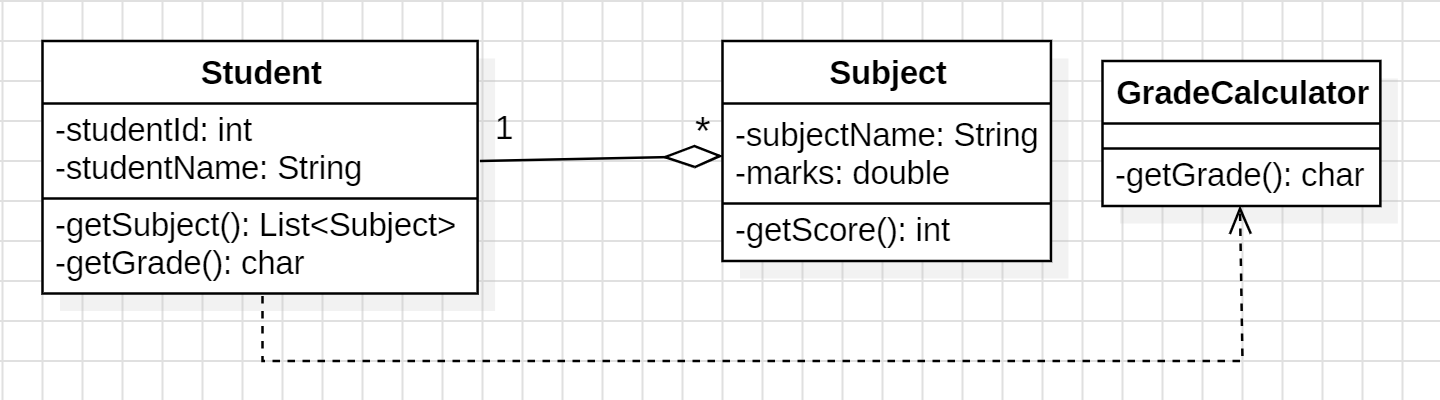 Student
-studentId: int
-studentName: String
-getSubject(): List<Subject>
-getGrade(): char
1
*
Subject
-subjectName: String
-marks: double
-getScore(): int
GradeCalculator
-getGrade(): char